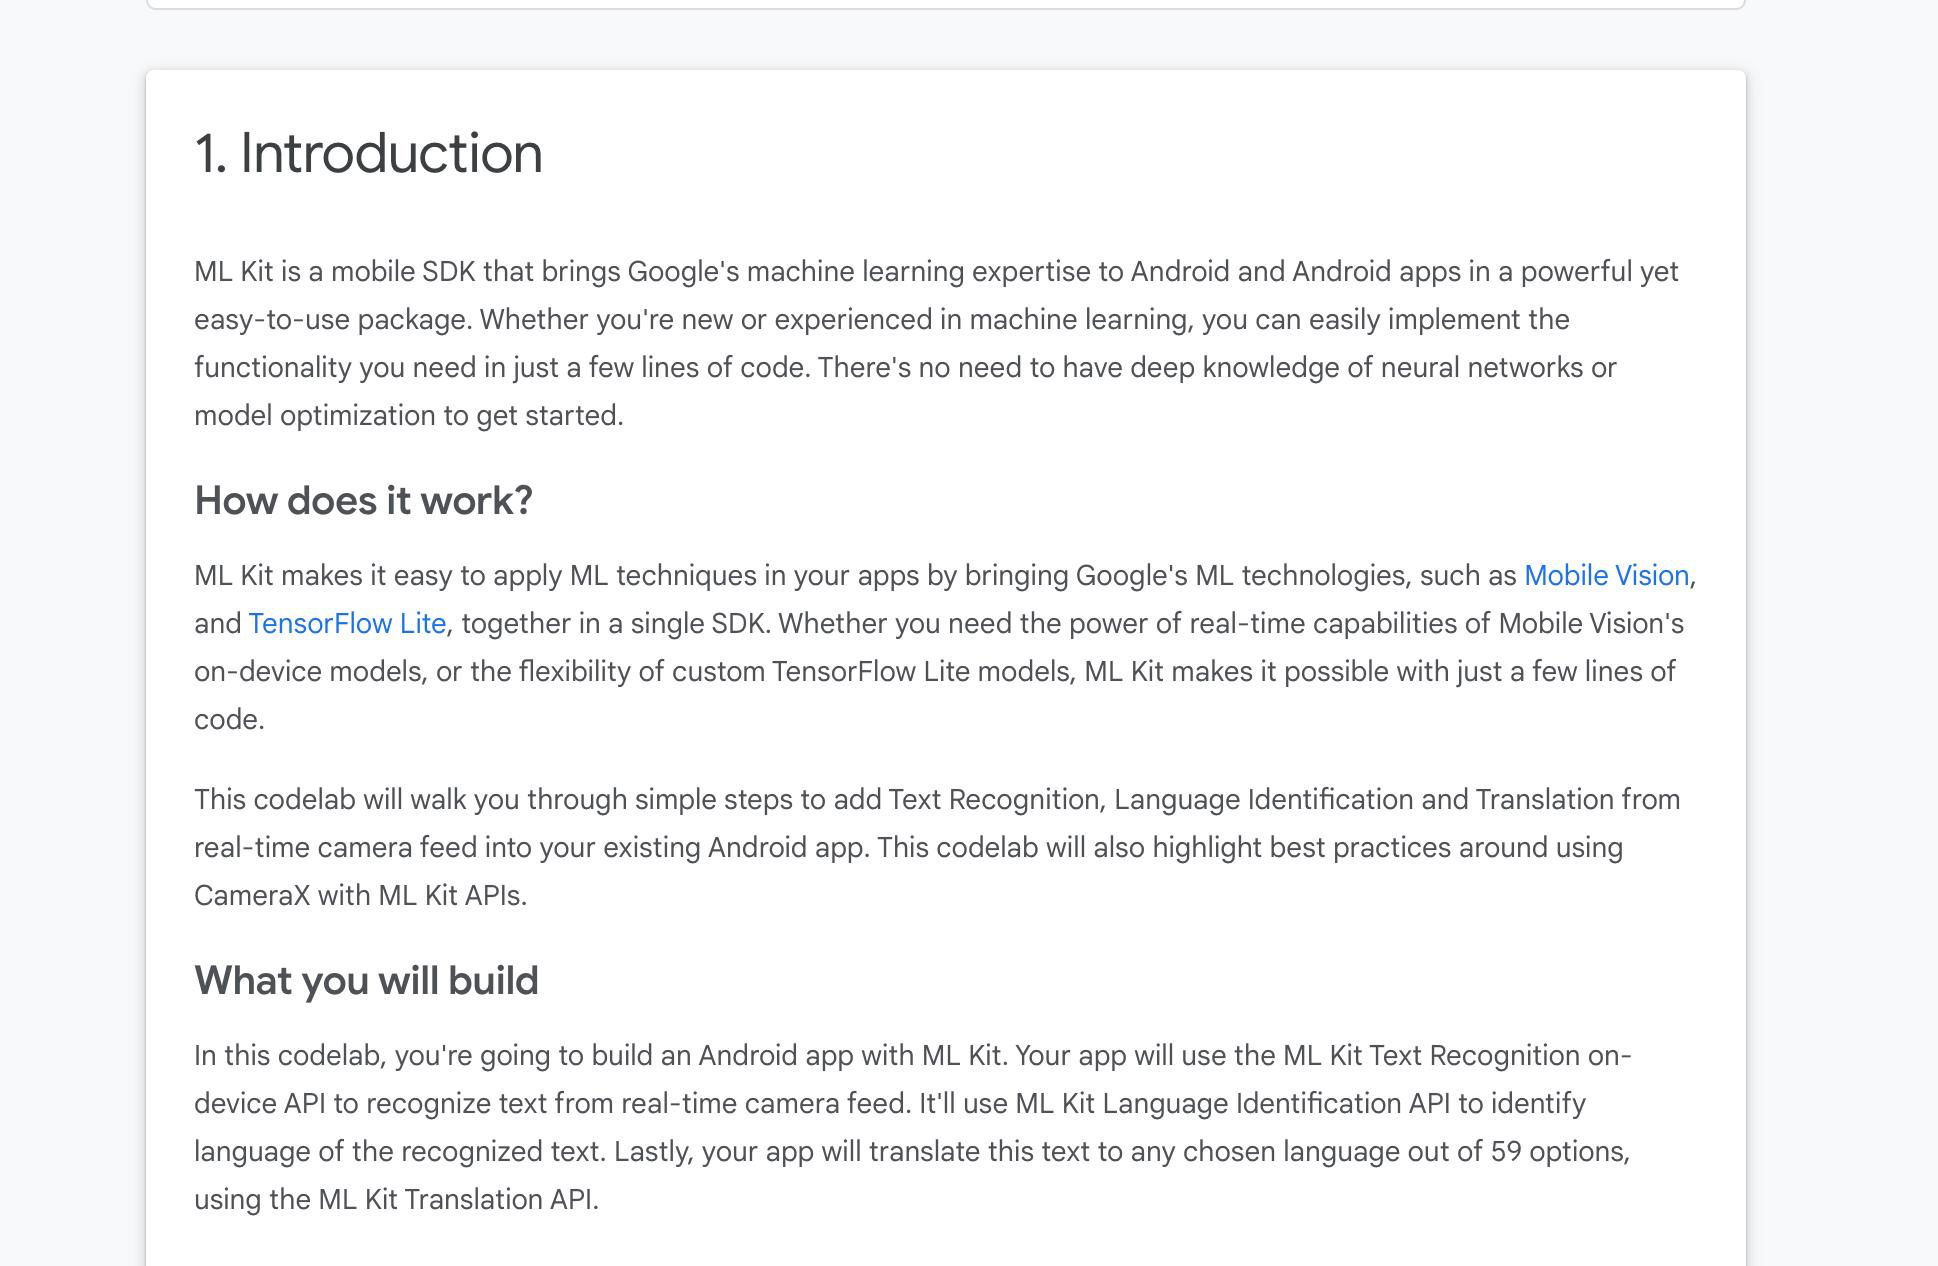 1. Introduction
ML Kit is a mobile SDK that brings Google's machine learning expertise to Android and Android apps in a powerful yet
easy-to-use package. Whether you're new or experienced in machine learning, you can easily implement the
functionality you need in just a few lines of code. There's no need to have deep knowledge of neural networks or
model optimization to get started.
How does it work?
ML Kit makes it easy to apply ML techniques in your apps by bringing Google's ML technologies, such as Mobile Vision,
and TensorFlow Lite, together in a single SDK. Whether you need the power of real-time capabilities of Mobile Vision's
on-device models, or the flexibility of custom TensorFlow Lite models, ML Kit makes it possible with just a few lines of
code.
This codelab will walk you through simple steps to add Text Recognition, Language Identification and Translation from
real-time camera feed into your existing Android app. This codelab will also highlight best practices around using
CameraX with ML Kit APIs.
What you will build
In this codelab, you're going to build an Android app with ML Kit. Your app will use the ML Kit Text Recognition on-
device API to recognize text from real-time camera feed. It'll use ML Kit Language Identification API to identify
language of the recognized text. Lastly, your app will translate this text to any chosen language out of 59 options,
using the ML Kit Translation API.